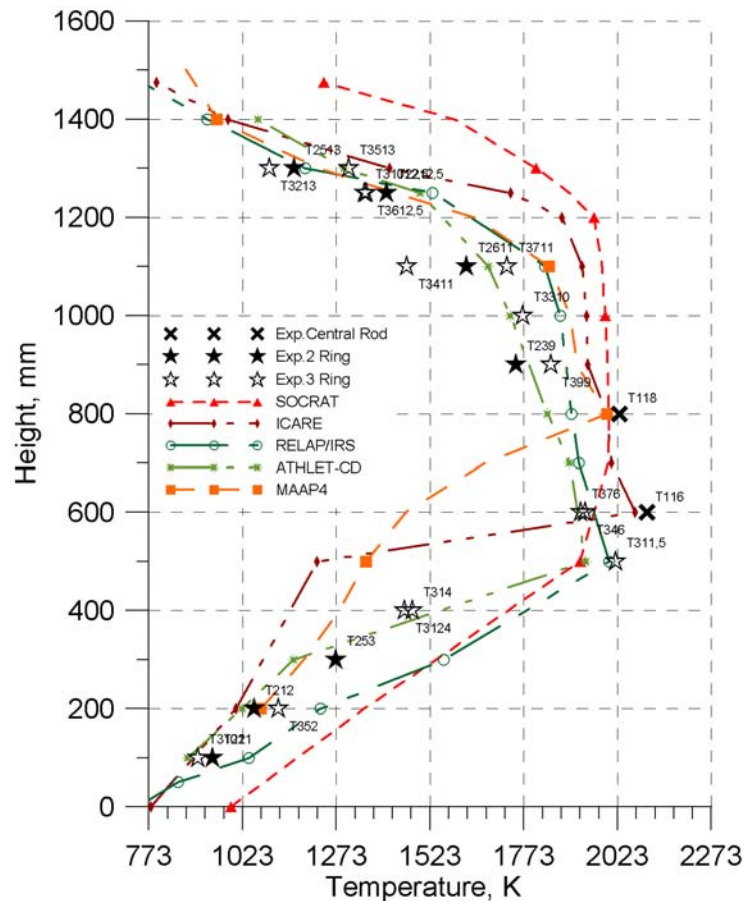 1600
1400
1200
1000
800
600
400
200
0
Height, mm
T2513
T3513
T3213
T3612,5
T2611
T3711
T3411
T3310
T239
T399
T118
T376
T116
T346
T311,5
T314
T3124
T253
T212
T352
Exp.Central Rod
Exp.2 Ring
Exp.3 Ring
SOCRAT
ICARE
RELAP/IRS
ATHLET-CD
MAAP4
773
1023
1273
1523
1773
2023
2273
Temperature, K